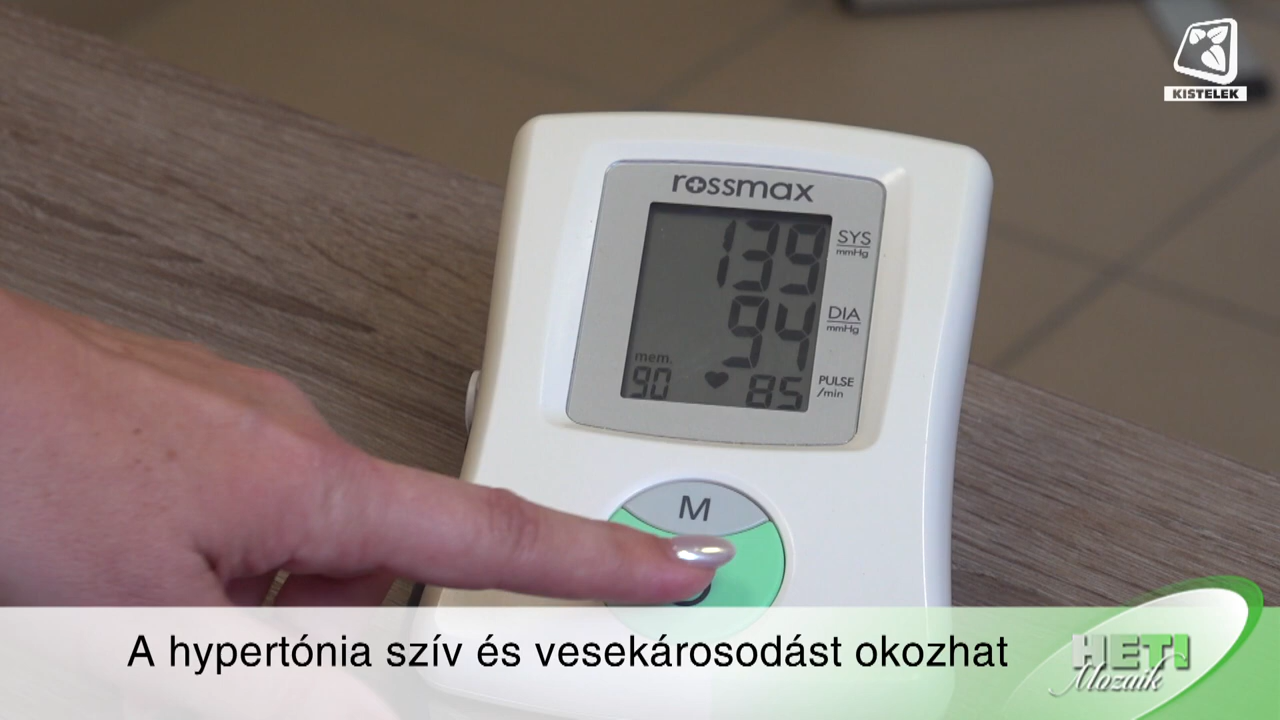 KISTELEK
rossmax
139
SYS
mmHg
94
DIA
mmHg
mem.
90
85
PULSE
/min
M
A hypertónia szív és vesekárosodást okozhat
HETI
Mozaik